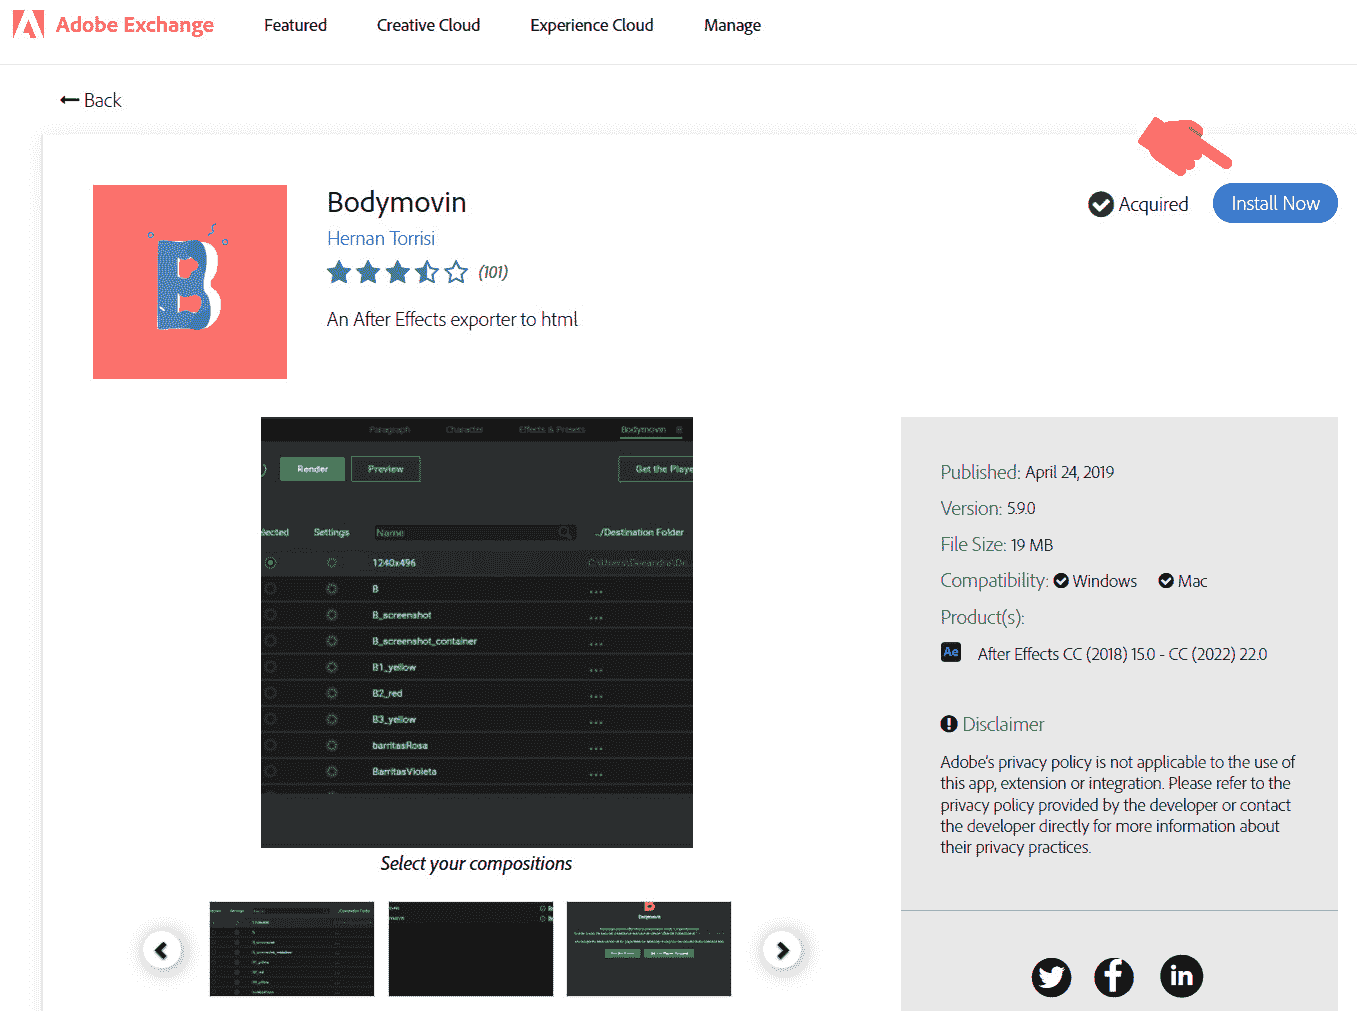 Adobe Exchange
Featured
Creative Cloud
Experience Cloud
Manage
Back
Bodymovin
Hernan Torrisi
(101)
An After Effects exporter to html
Acquired
Install Now
Paragraph
Character
Effects & Presets
Bodymovin
Render
Preview
Get the Playe
elected
Settings
Name
../Destination Folder
1240x496
B
...
B_screenshot
...
B_screenshot_container
...
B1_yellow
...
B2_red
...
B3_yellow
...
barritasRosa
...
BarritasVioleta
...
Select your compositions
Published: April 24, 2019
Version: 5.9.0
File Size: 19 MB
Compatibility: Windows Mac
Product(s):
Ae After Effects CC (2018) 15.0 - CC (2022) 22.0
Disclaimer
Adobe's privacy policy is not applicable to the use of
this app, extension or integration. Please refer to the
privacy policy provided by the developer or contact
the developer directly for more information about
their privacy practices.